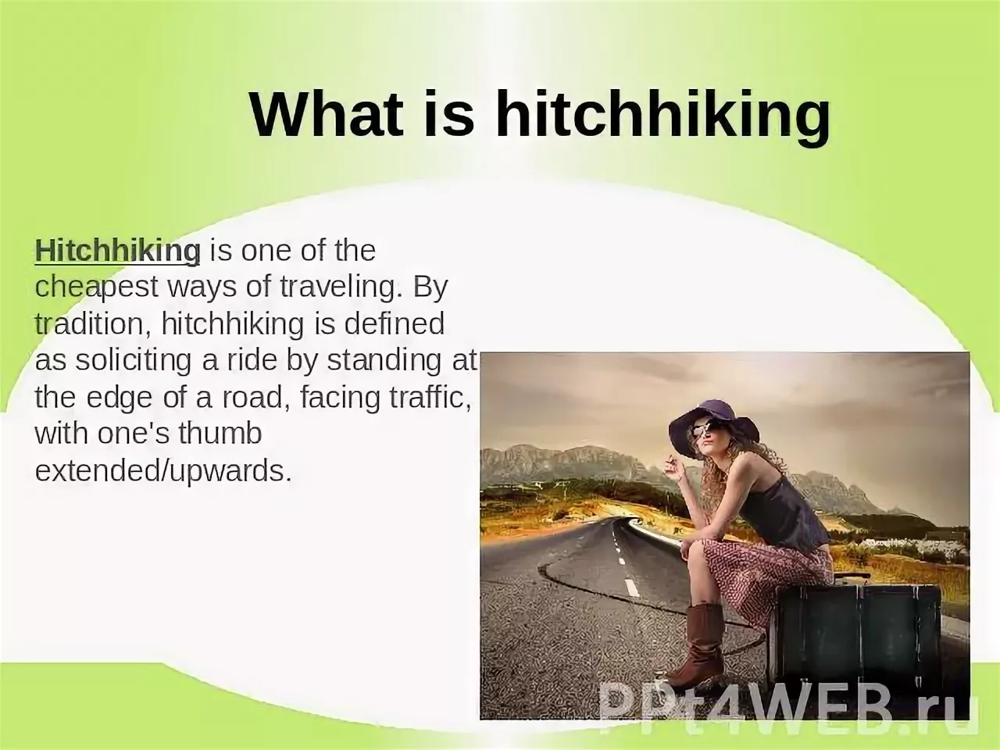 What is hitchhiking
Hitchhiking is one of the
cheapest ways of traveling. By
tradition, hitchhiking is defined
as soliciting a ride by standing at
the edge of a road, facing traffic,
with one's thumb
extended/upwards.
PPt4WEB.ru